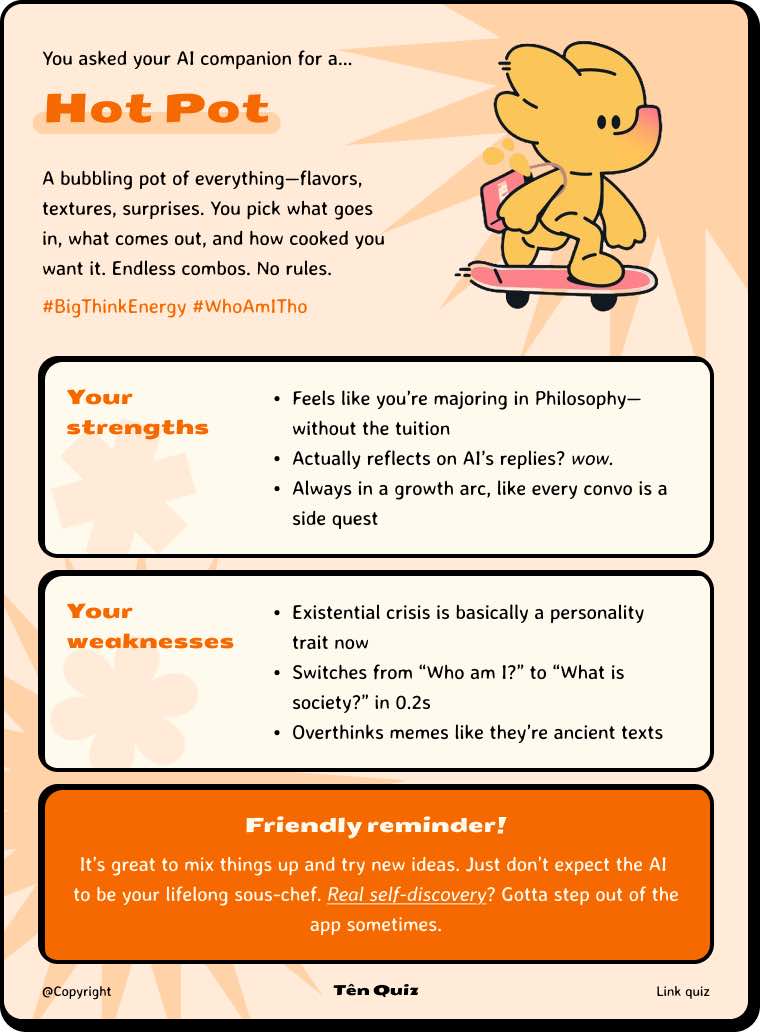 You asked your AI companion for a...
Hot Pot
A bubbling pot of everything—flavors,
textures, surprises. You pick what goes
in, what comes out, and how cooked you
want it. Endless combos. No rules.
#BigThinkEnergy #WhoAmITho
Your
strengths
• Feels like you’re majoring in Philosophy—
without the tuition
• Actually reflects on AI’s replies? wow.
• Always in a growth arc, like every convo is a
side quest
Your
weaknesses
• Existential crisis is basically a personality
trait now
• Switches from “Who am I?” to “What is
society?” in 0.2s
• Overthinks memes like they’re ancient texts
Friendly reminder!
It’s great to mix things up and try new ideas. Just don’t expect the AI
to be your lifelong sous-chef. Real self-discovery? Gotta step out of the
app sometimes.
@Copyright
Tên Quiz
Link quiz